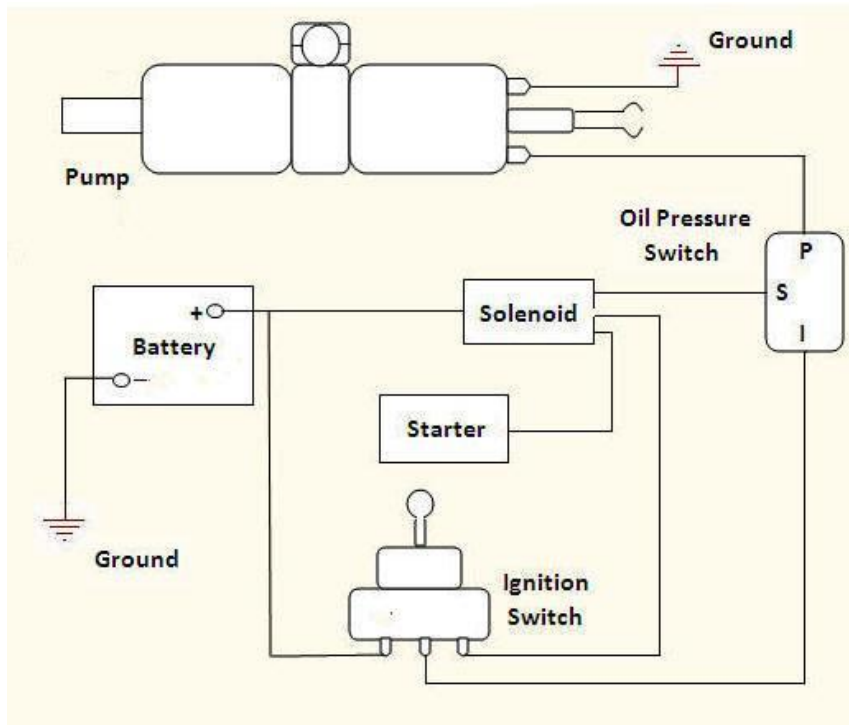 Ground
Pump
Oil Pressure
Switch
P
S
I
Solenoid
+
Battery
−
Starter
Ground
Ignition
Switch